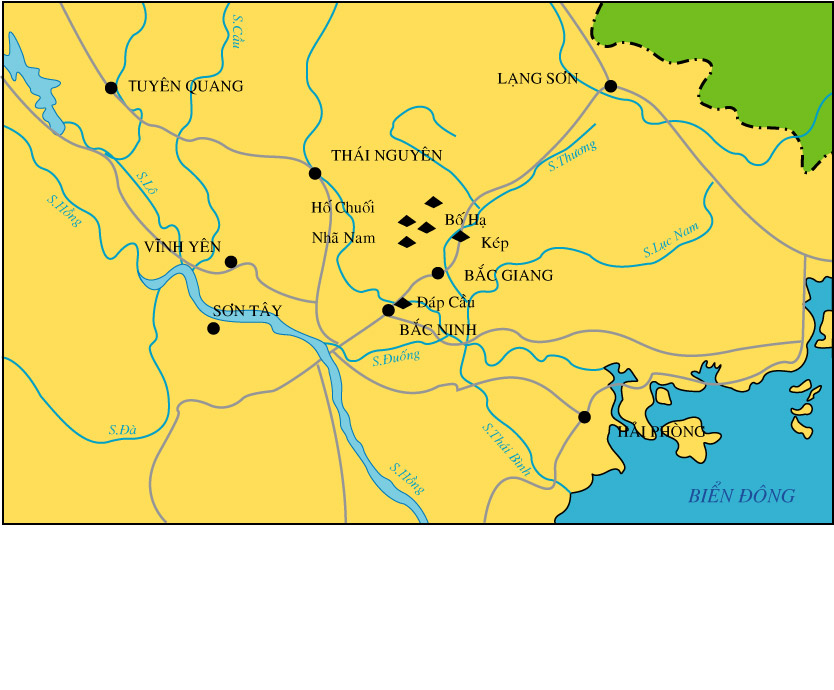 S.Cầu
TUYÊN QUANG
LẠNG SƠN
THÁI NGUYÊN
S.Thương
S.Lô
S.Hồng
Hố Chuối
Bố Hạ
Nhã Nam
Kép
S.Lục Nam
VĨNH YÊN
BẮC GIANG
SƠN TÂY
Đáp Cầu
BẮC NINH
S.Đuống
S.Đà
HẢI PHÒNG
S.Thái Bình
S.Hồng
BIỂN ĐÔNG